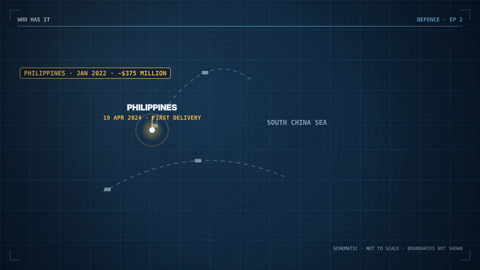 WHO HAS IT
DEFENCE · EP 2
PHILIPPINES · JAN 2022 · ~$375 MILLION
PHILIPPINES
19 APR 2024 · FIRST DELIVERY
SOUTH CHINA SEA
SCHEMATIC · NOT TO SCALE · BOUNDARIES NOT SHOWN